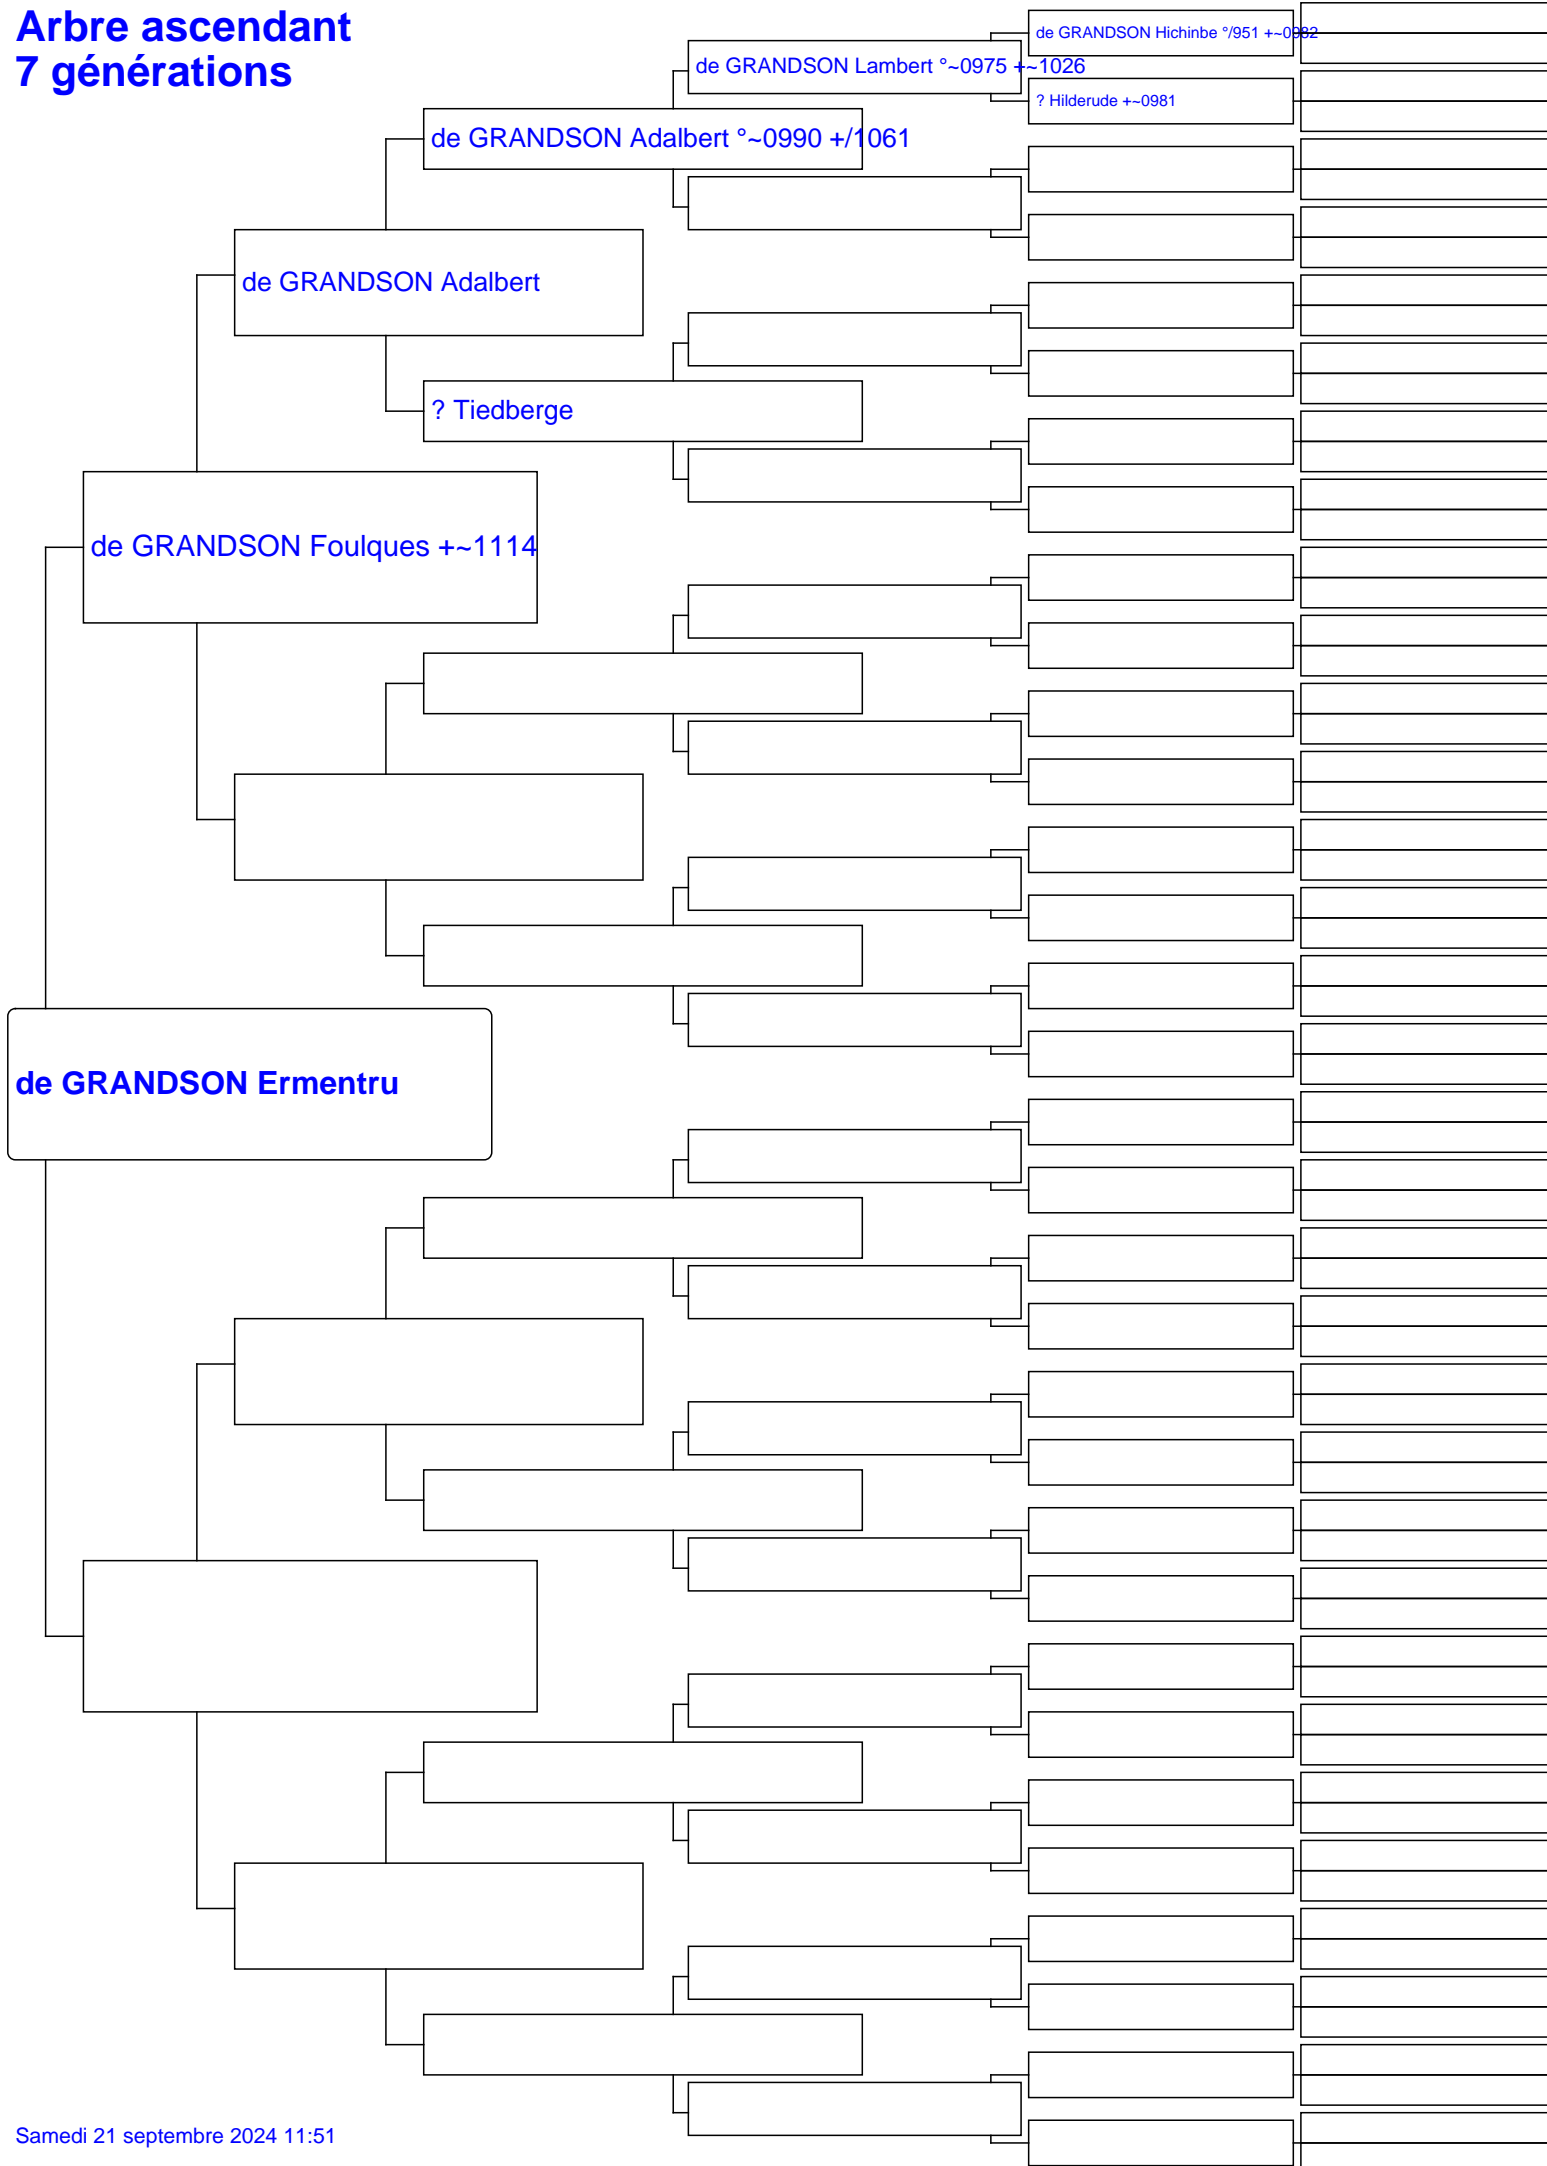 Arbre ascendant
7 générations
de GRANDSON Hichinbe °/951 +~0982
de GRANDSON Lambert °~0975 +~1026
? Hilderude +~0981
de GRANDSON Adalbert °~0990 +/1061
de GRANDSON Adalbert
? Tiedberge
de GRANDSON Foulques +~1114
de GRANDSON Ermentru
Samedi 21 septembre 2024 11:51